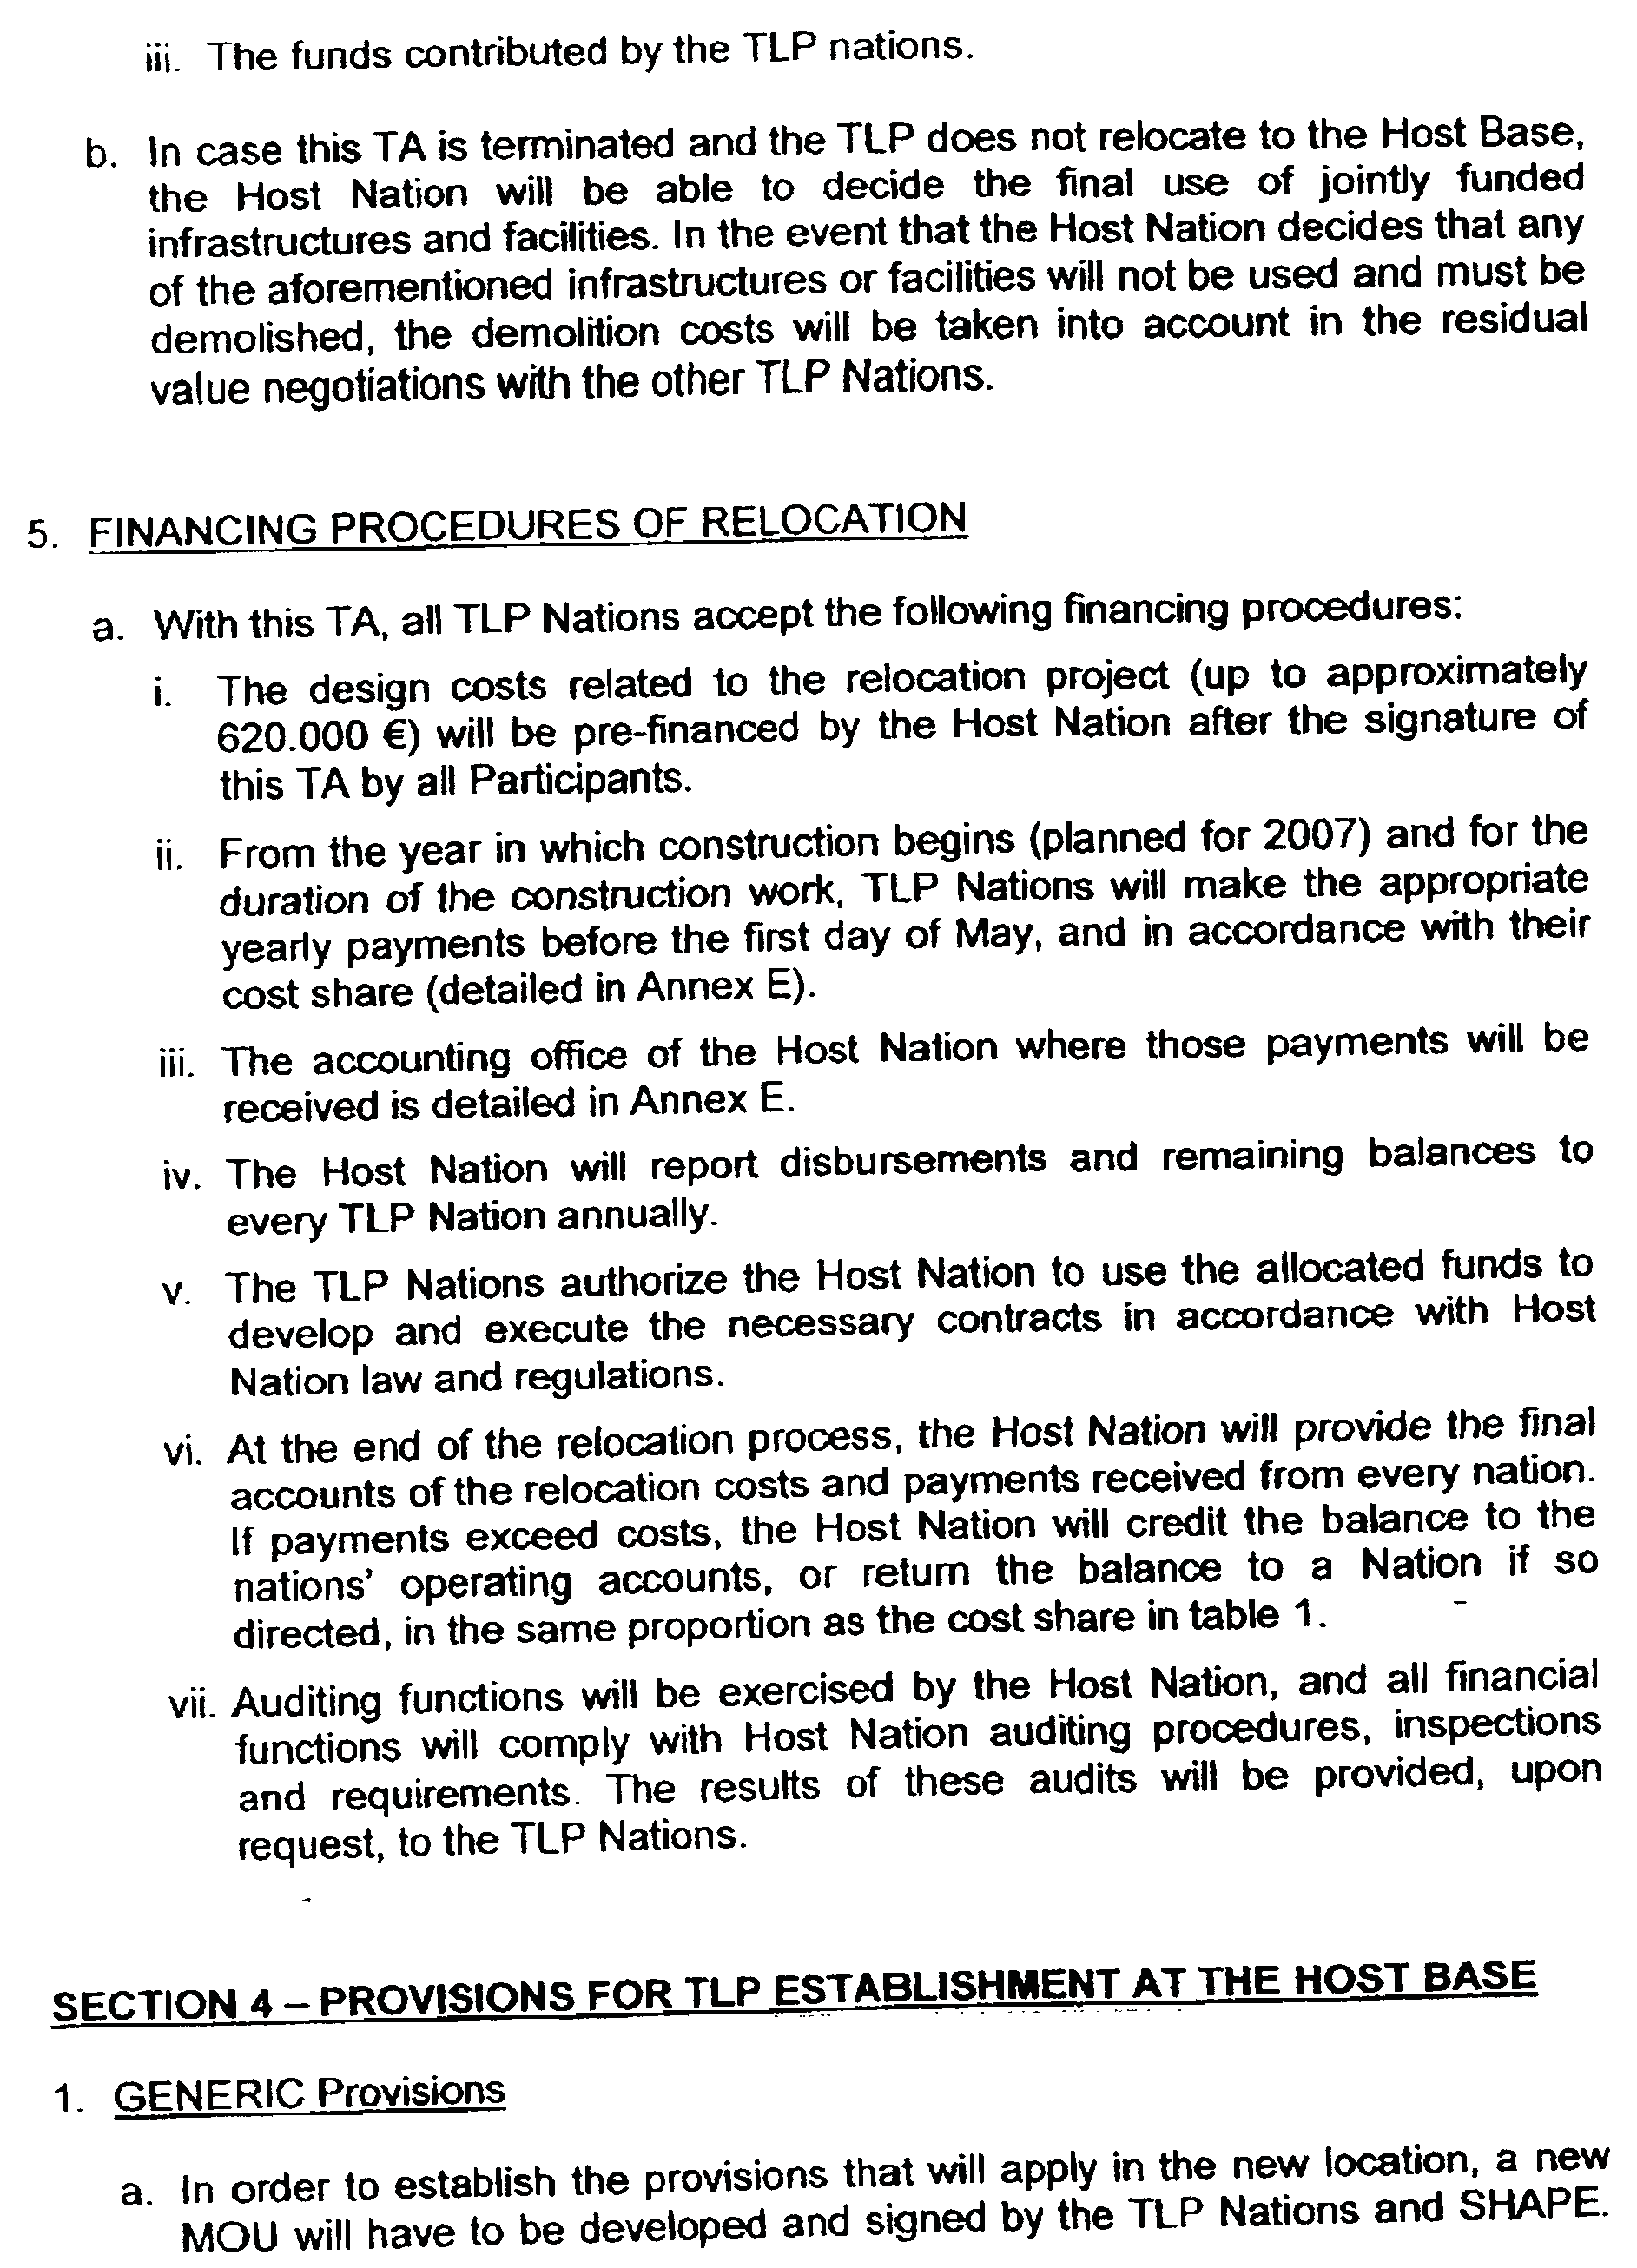 iii. The funds contributed by the TLP nations.
b. In case this TA is terminated and the TLP does not relocate to the Host Base,
the Host Nation will be able to decide the final use of jointly funded
infrastructures and facilities. In the event that the Host Nation decides that any
of the aforementioned infrastructures or facilities will not be used and must be
demolished, the demolition costs will be taken into account in the residual
value negotiations with the other TLP Nations.
5. FINANCING PROCEDURES OF RELOCATION
a. With this TA, all TLP Nations accept the following financing procedures:
i. The design costs related to the relocation project (up to approximately
620.000 €) will be pre-financed by the Host Nation after the signature of
this TA by all Participants.
ii. From the year in which construction begins (planned for 2007) and for the
duration of the construction work, TLP Nations will make the appropriate
yearly payments before the first day of May, and in accordance with their
cost share (detailed in Annex E).
iii. The accounting office of the Host Nation where those payments will be
received is detailed in Annex E.
iv. The Host Nation will report disbursements and remaining balances to
every TLP Nation annually.
v. The TLP Nations authorize the Host Nation to use the allocated funds to
develop and execute the necessary contracts in accordance with Host
Nation law and regulations.
vi. At the end of the relocation process, the Host Nation will provide the final
accounts of the relocation costs and payments received from every nation.
If payments exceed costs, the Host Nation will credit the balance to the
nations' operating accounts, or return the balance to a Nation if so
directed, in the same proportion as the cost share in table 1.
vii. Auditing functions will be exercised by the Host Nation, and all financial
functions will comply with Host Nation auditing procedures, inspections
and requirements. The results of these audits will be provided, upon
request, to the TLP Nations.
SECTION 4 – PROVISIONS FOR TLP ESTABLISHMENT AT THE HOST BASE
1. GENERIC Provisions
a. In order to establish the provisions that will apply in the new location, a new
MOU will have to be developed and signed by the TLP Nations and SHAPE.